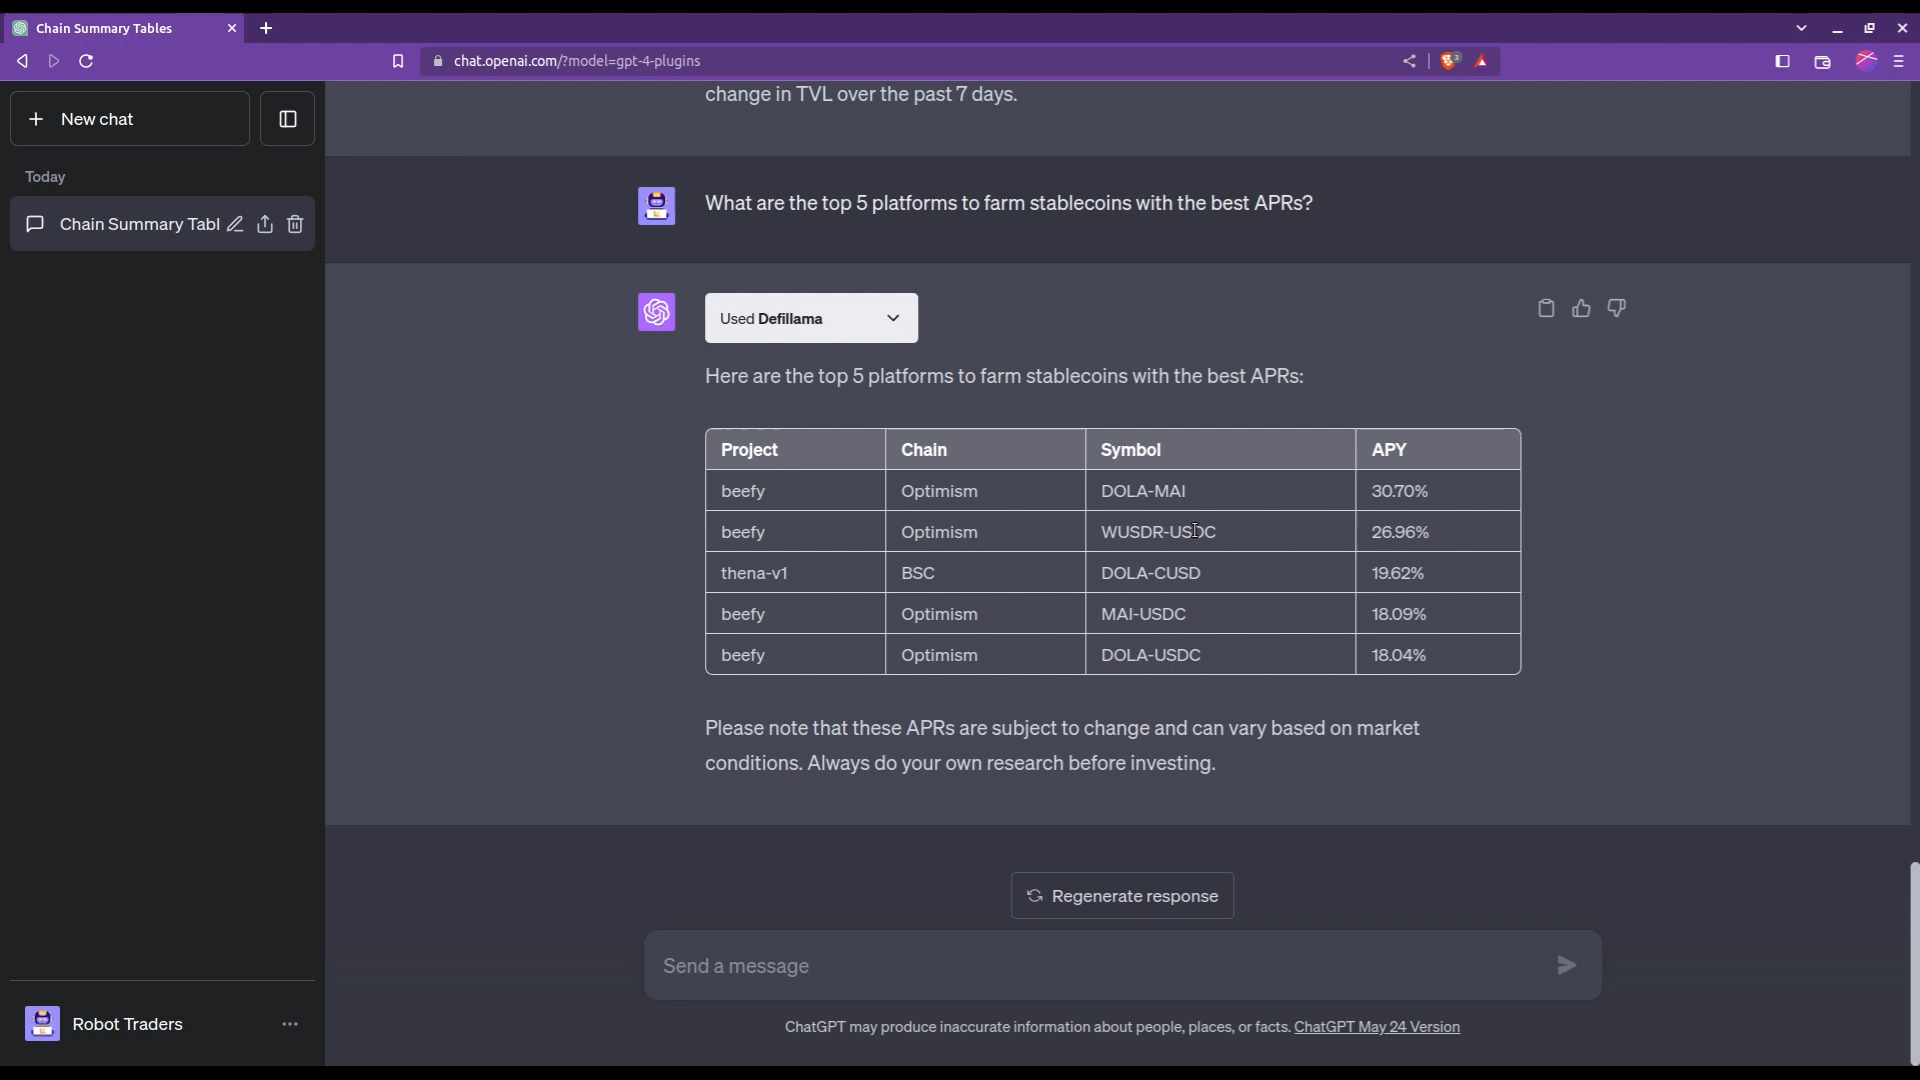 Chain Summary Tables
chat.openai.com/?model=gpt-4-plugins
3
New chat
Today
Chain Summary Tabl
change in TVL over the past 7 days.
What are the top 5 platforms to farm stablecoins with the best APRs?
Used Defillama
Here are the top 5 platforms to farm stablecoins with the best APRs:
Project Chain Symbol APY
beefy Optimism DOLA-MAI 30.70%
beefy Optimism WUSDR-USDC 26.96%
thena-v1 BSC DOLA-CUSD 19.62%
beefy Optimism MAI-USDC 18.09%
beefy Optimism DOLA-USDC 18.04%
Please note that these APRs are subject to change and can vary based on market
conditions. Always do your own research before investing.
Regenerate response
Send a message
Robot Traders
ChatGPT may produce inaccurate information about people, places, or facts. ChatGPT May 24 Version